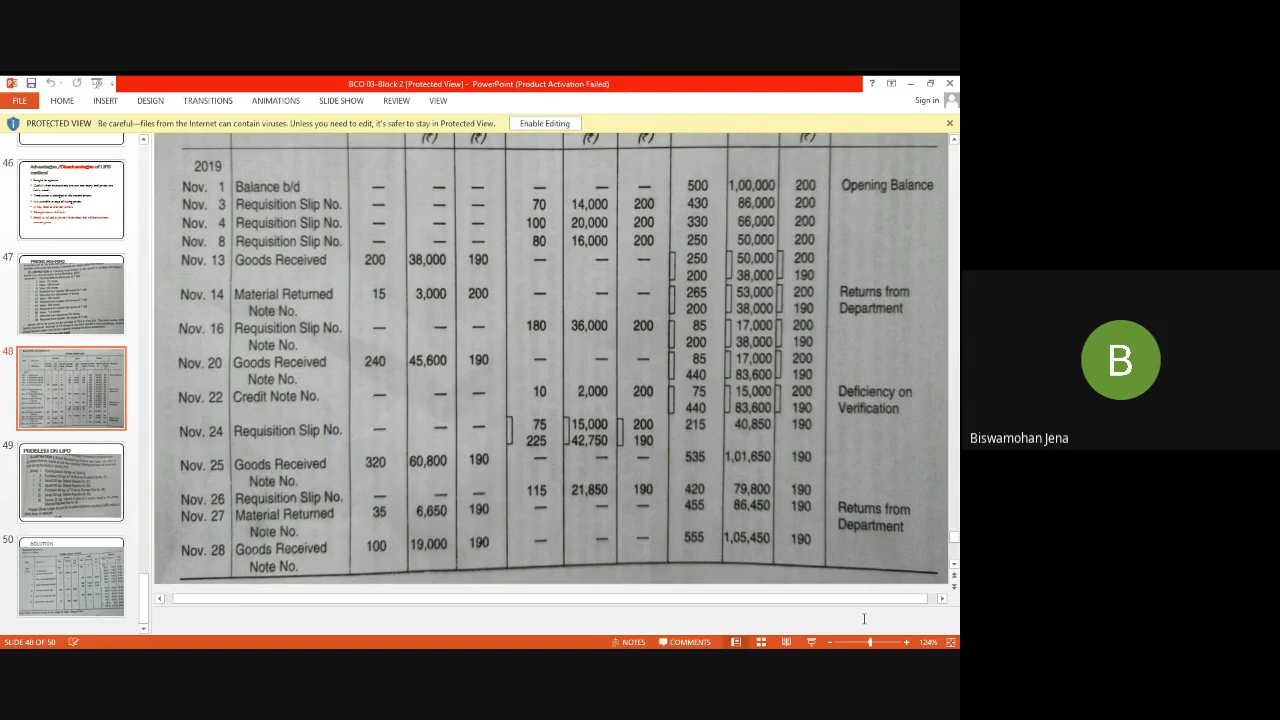 BCO 03-Block 2 [Protected View] - PowerPoint (Product Activation Failed)
FILE HOME INSERT DESIGN TRANSITIONS ANIMATIONS SLIDE SHOW REVIEW VIEW Sign in
PROTECTED VIEW Be careful—files from the Internet can contain viruses. Unless you need to edit, it's safer to stay in Protected View. Enable Editing
(₹) (₹) (₹) (₹) (₹)
2019
Nov. 1 Balance b/d — — — — — — 500 1,00,000 200 Opening Balance
Nov. 3 Requisition Slip No. — — — 70 14,000 200 430 86,000 200
Nov. 4 Requisition Slip No. — — — 100 20,000 200 330 66,000 200
Nov. 8 Requisition Slip No. — — — 80 16,000 200 250 50,000 200
Nov. 13 Goods Received 200 38,000 190 — — — 250 50,000 200
200 38,000 190
Nov. 14 Material Returned 15 3,000 200 — — — 265 53,000 200 Returns from
Note No. 200 38,000 190 Department
Nov. 16 Requisition Slip No. — — — 180 36,000 200 85 17,000 200
Note No. 200 38,000 190
Nov. 20 Goods Received 240 45,600 190 — — — 85 17,000 200
Note No. 440 83,600 190
Nov. 22 Credit Note No. — — — 10 2,000 200 75 15,000 200 Deficiency on
440 83,600 190 Verification
Nov. 24 Requisition Slip No. — — — 75 15,000 200 215 40,850 190
225 42,750 190
Nov. 25 Goods Received 320 60,800 190 — — — 535 1,01,650 190
Note No.
Nov. 26 Requisition Slip No. — — — 115 21,850 190 420 79,800 190
Nov. 27 Material Returned 35 6,650 190 — — — 455 86,450 190 Returns from
Note No. Department
Nov. 28 Goods Received 100 19,000 190 — — — 555 1,05,450 190
Note No.
46
Advantages/Disadvantages of LIFO
method
47
48
49
PROBLEM ON LIFO
50
SOLUTION
SLIDE 48 OF 50 NOTES COMMENTS 124%
B
Biswamohan Jena